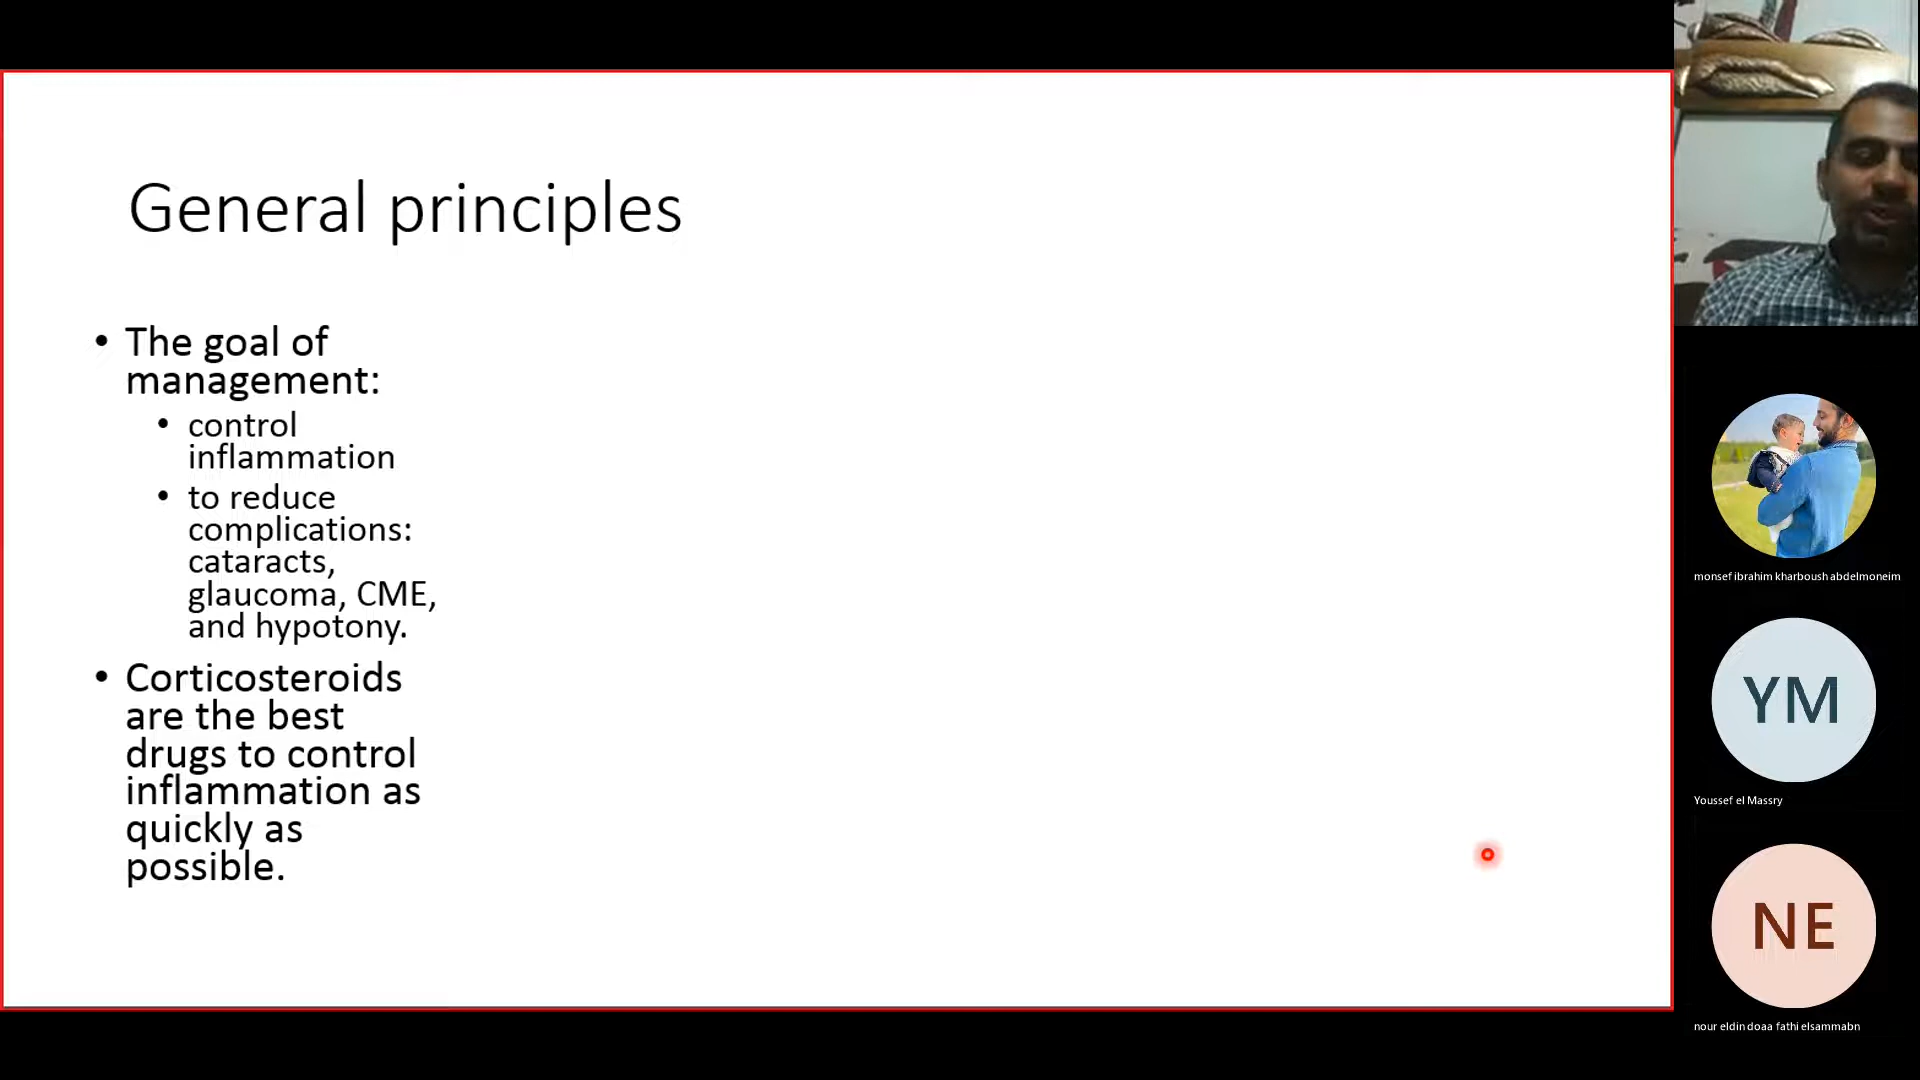 General principles
• The goal of
management:
• control
inflammation
• to reduce
complications:
cataracts,
glaucoma, CME,
and hypotony.
• Corticosteroids
are the best
drugs to control
inflammation as
quickly as
possible.
monsef ibrahim kharboush abdelmoneim
YM
Youssef el Massry
NE
nour eldin doaa fathi elsammabn